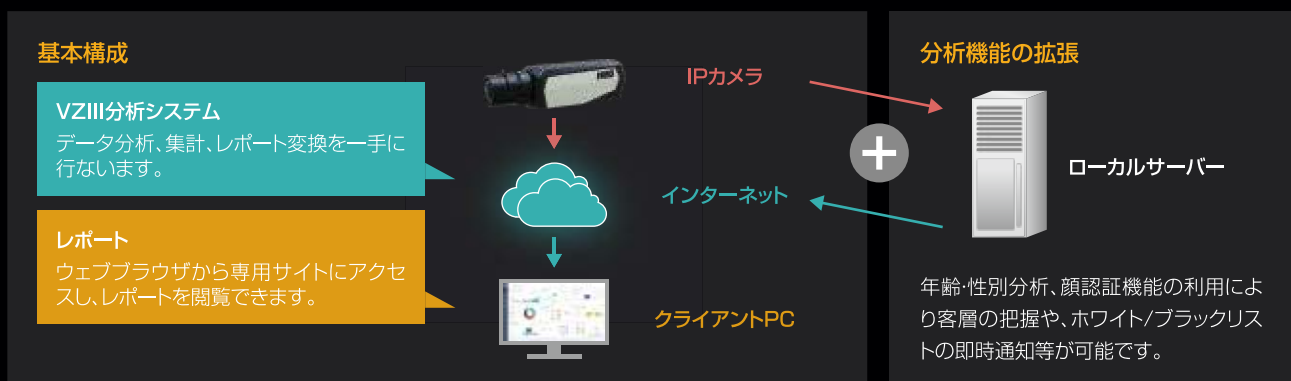 基本構成
VZIII分析システム
データ分析、集計、レポート変換を一手に
行ないます。
レポート
ウェブブラウザから専用サイトにアクセ
スし、レポートを閲覧できます。
IPカメラ
インターネット
クライアントPC
分析機能の拡張
ローカルサーバー
年齢・性別分析、顔認証機能の利用によ
り客層の把握や、ホワイト/ブラックリス
トの即時通知等が可能です。